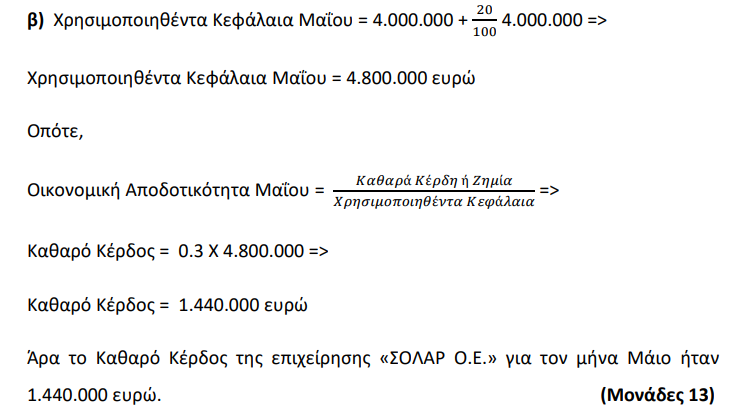 β) Χρησιμοποιηθέντα Κεφάλαια Μαΐου = 4.000.000 + 20/100 4.000.000 =>
Χρησιμοποιηθέντα Κεφάλαια Μαΐου = 4.800.000 ευρώ
Οπότε,
Οικονομική Αποδοτικότητα Μαΐου = Καθαρά Κέρδη ή Ζημία/Χρησιμοποιηθέντα Κεφάλαια =>
Καθαρό Κέρδος = 0.3 Χ 4.800.000 =>
Καθαρό Κέρδος = 1.440.000 ευρώ
Άρα το Καθαρό Κέρδος της επιχείρησης «ΣΟΛΑΡ Ο.Ε.» για τον μήνα Μάιο ήταν
1.440.000 ευρώ. (Μονάδες 13)